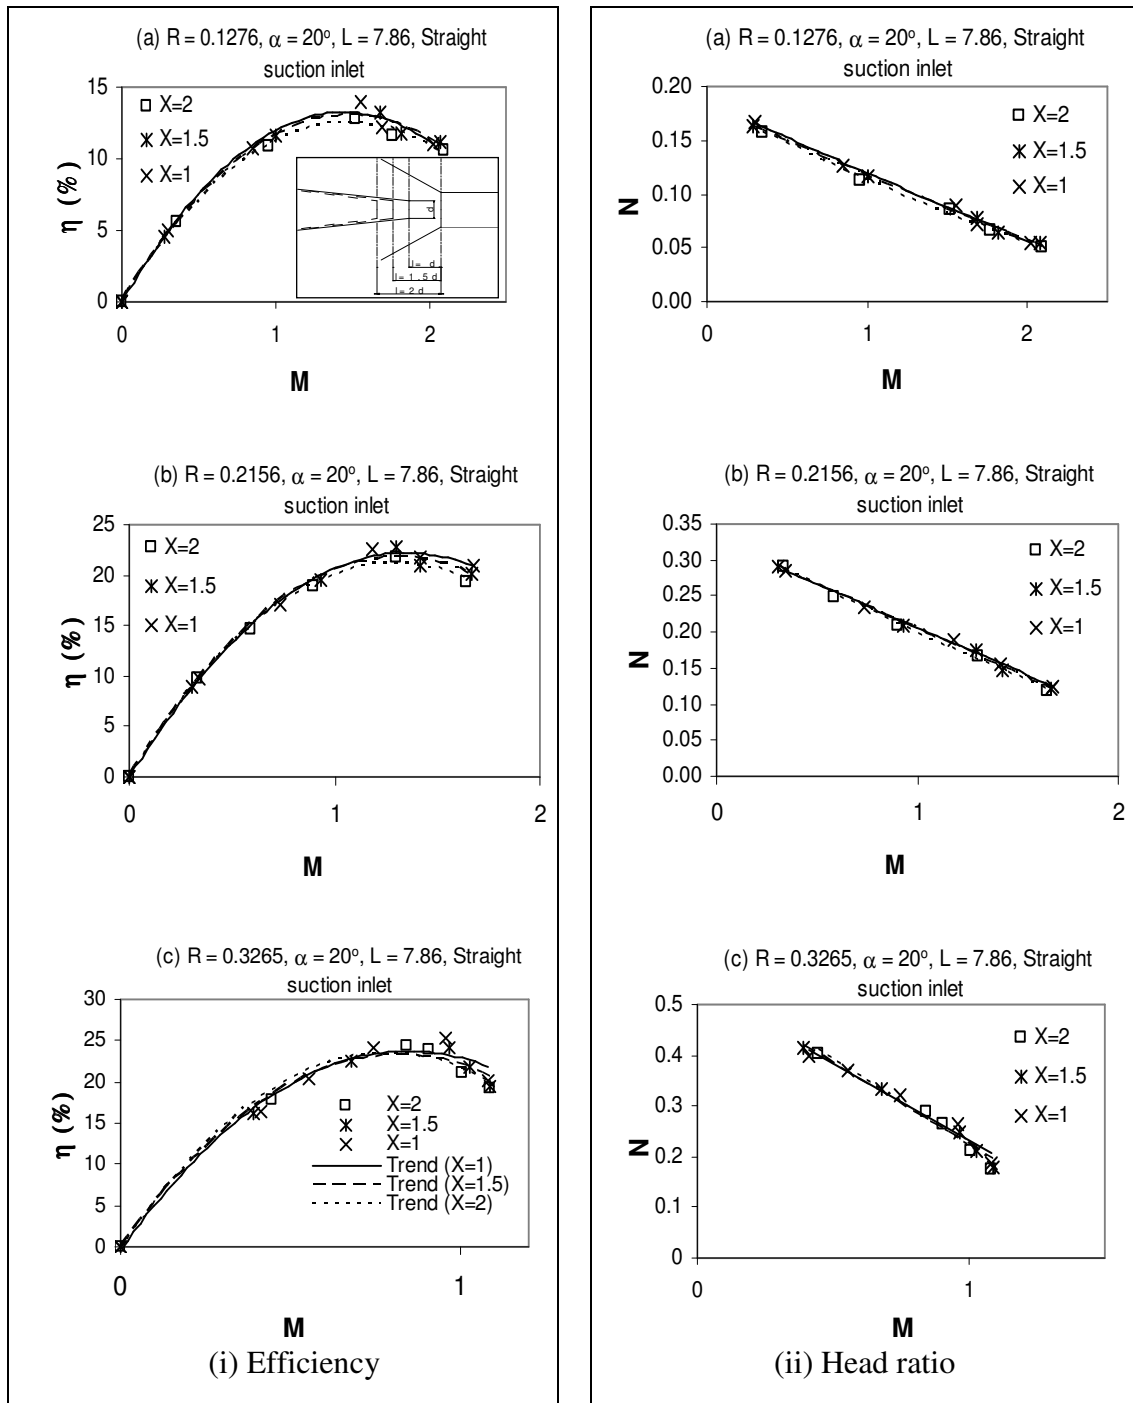 (a) R = 0.1276, α = 20º, L = 7.86, Straight
suction inlet
15
10
5
0
η (%)
X=2
X=1.5
X=1
d
l= d
l= 1.5 d
l= 2 d
0 1 2
M
(b) R = 0.2156, α = 20º, L = 7.86, Straight
suction inlet
25
20
15
10
5
0
η (%)
X=2
X=1.5
X=1
0 1 2
M
(c) R = 0.3265, α = 20º, L = 7.86, Straight
suction inlet
30
25
20
15
10
5
0
η (%)
X=2
X=1.5
X=1
Trend (X=1)
Trend (X=1.5)
Trend (X=2)
0 1
M
(i) Efficiency
(a) R = 0.1276, α = 20º, L = 7.86, Straight
suction inlet
0.20
0.15
0.10
0.05
0.00
N
X=2
X=1.5
X=1
0 1 2
M
(b) R = 0.2156, α = 20º, L = 7.86, Straight
suction inlet
0.35
0.30
0.25
0.20
0.15
0.10
0.05
0.00
N
X=2
X=1.5
X=1
0 1 2
M
(c) R = 0.3265, α = 20º, L = 7.86, Straight
suction inlet
0.5
0.4
0.3
0.2
0.1
0
N
X=2
X=1.5
X=1
0 1
M
(ii) Head ratio